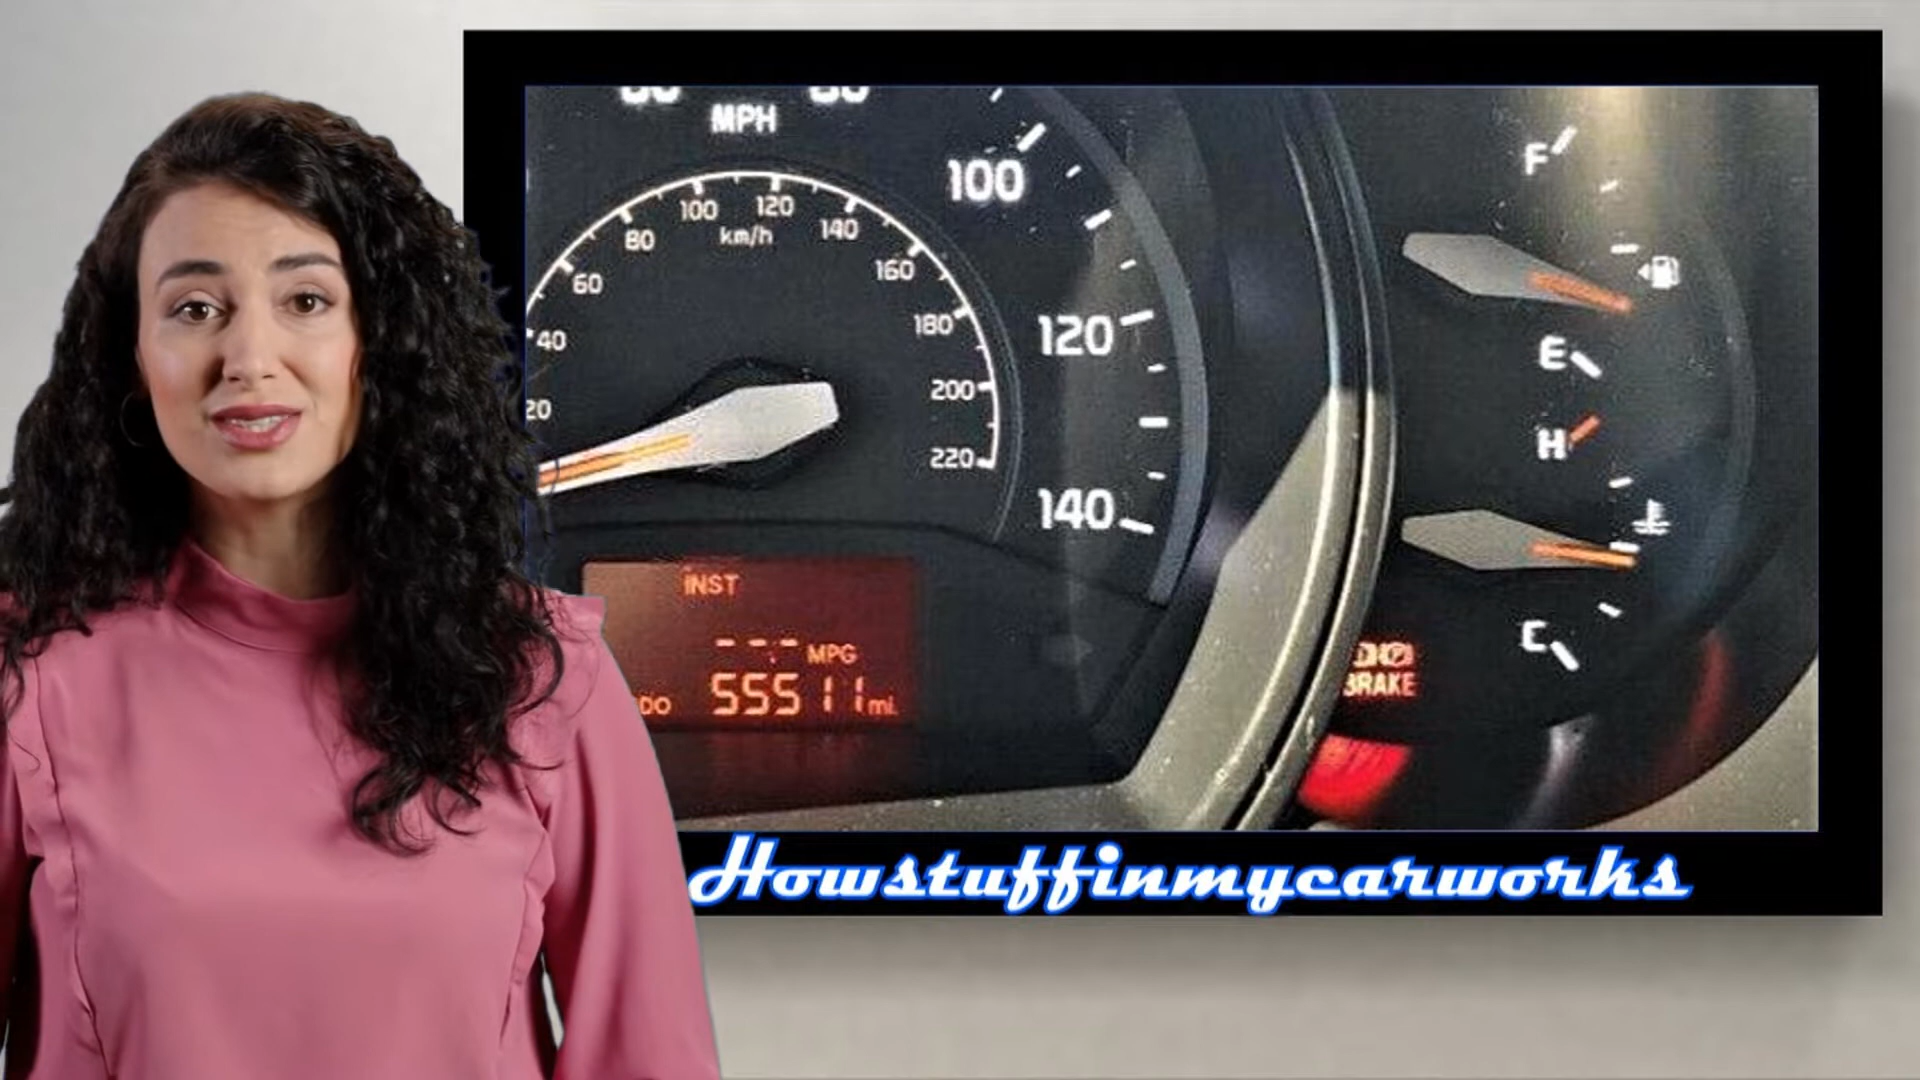 MPH
100
120
140
20
40
60
80
100
120
140
160
180
200
220
km/h
INST
--.- MPG
55511 mi.
F
E
H
C
BRAKE
Howstuffinmycarworks